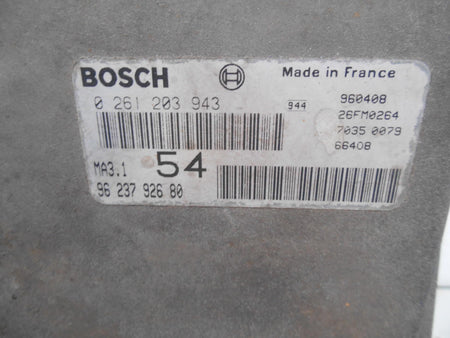 BOSCH Made in France
0 261 203 943 944 960408
26FM0264
7035 0079
66408
MA3.1 54
96 237 926 80